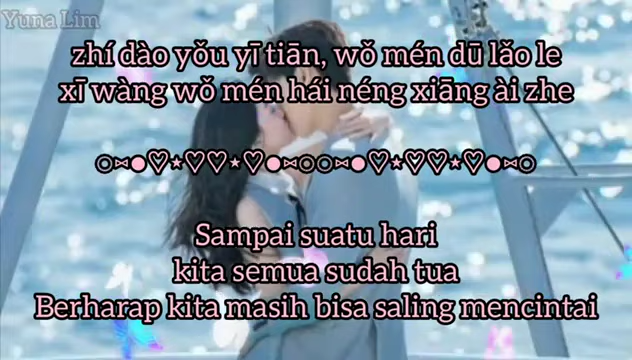 Yuna Lim
zhí dào yǒu yī tiān, wǒ mén dū lǎo le
xī wàng wǒ mén hái néng xiāng ài zhe
○⋈●♡★♡♡★♡●⋈○○⋈●♡★♡♡★♡●⋈○
Sampai suatu hari
kita semua sudah tua
Berharap kita masih bisa saling mencintai